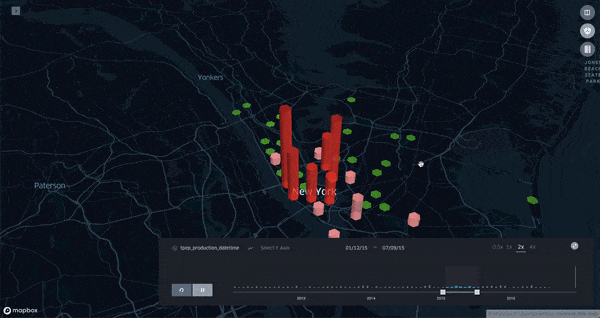 JONES
BEACH
STATE
PARK
Yonkers
Paterson
New York
tpep_production_datetime
Select Y Axis
01/12/15 — 07/09/15
0.5x 1x 2x 4x
2013 2014 2015 2016
mapbox